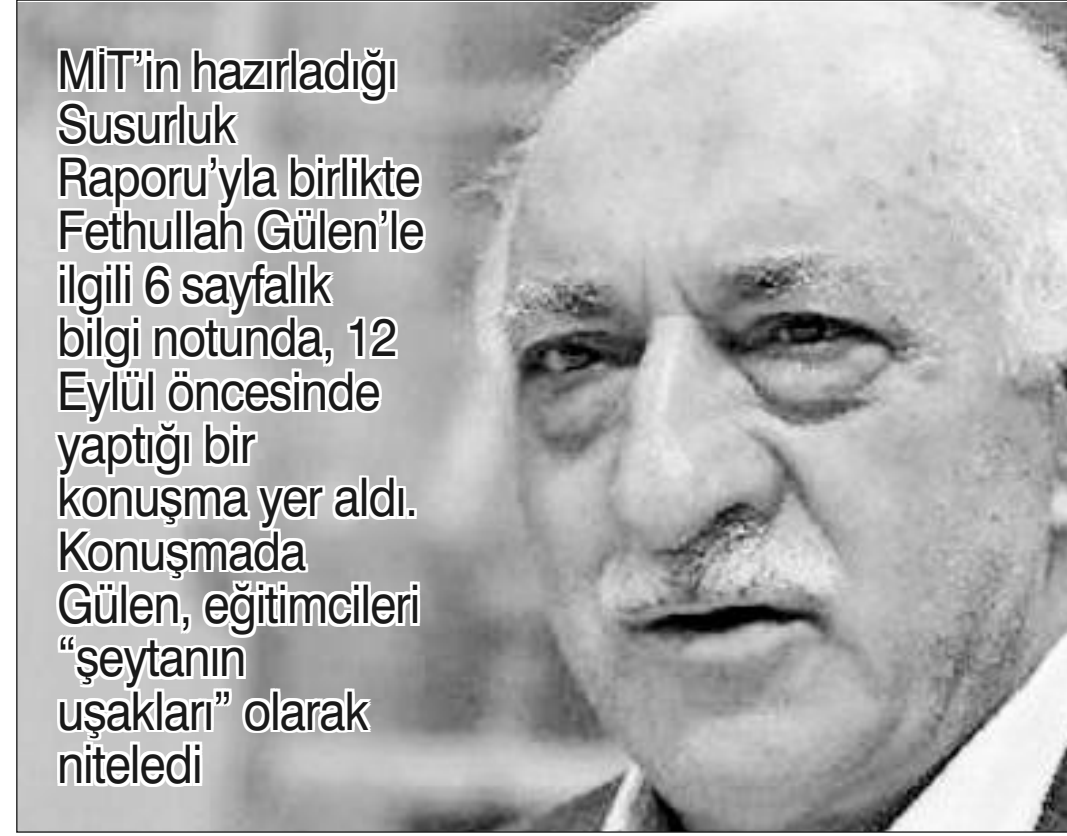 MİT’in hazırladığı
Susurluk
Raporu’yla birlikte
Fethullah Gülen’le
ilgili 6 sayfalık
bilgi notunda, 12
Eylül öncesinde
yaptığı bir
konuşma yer aldı.
Konuşmada
Gülen, eğitimcileri
“şeytanın
uşakları” olarak
niteledi